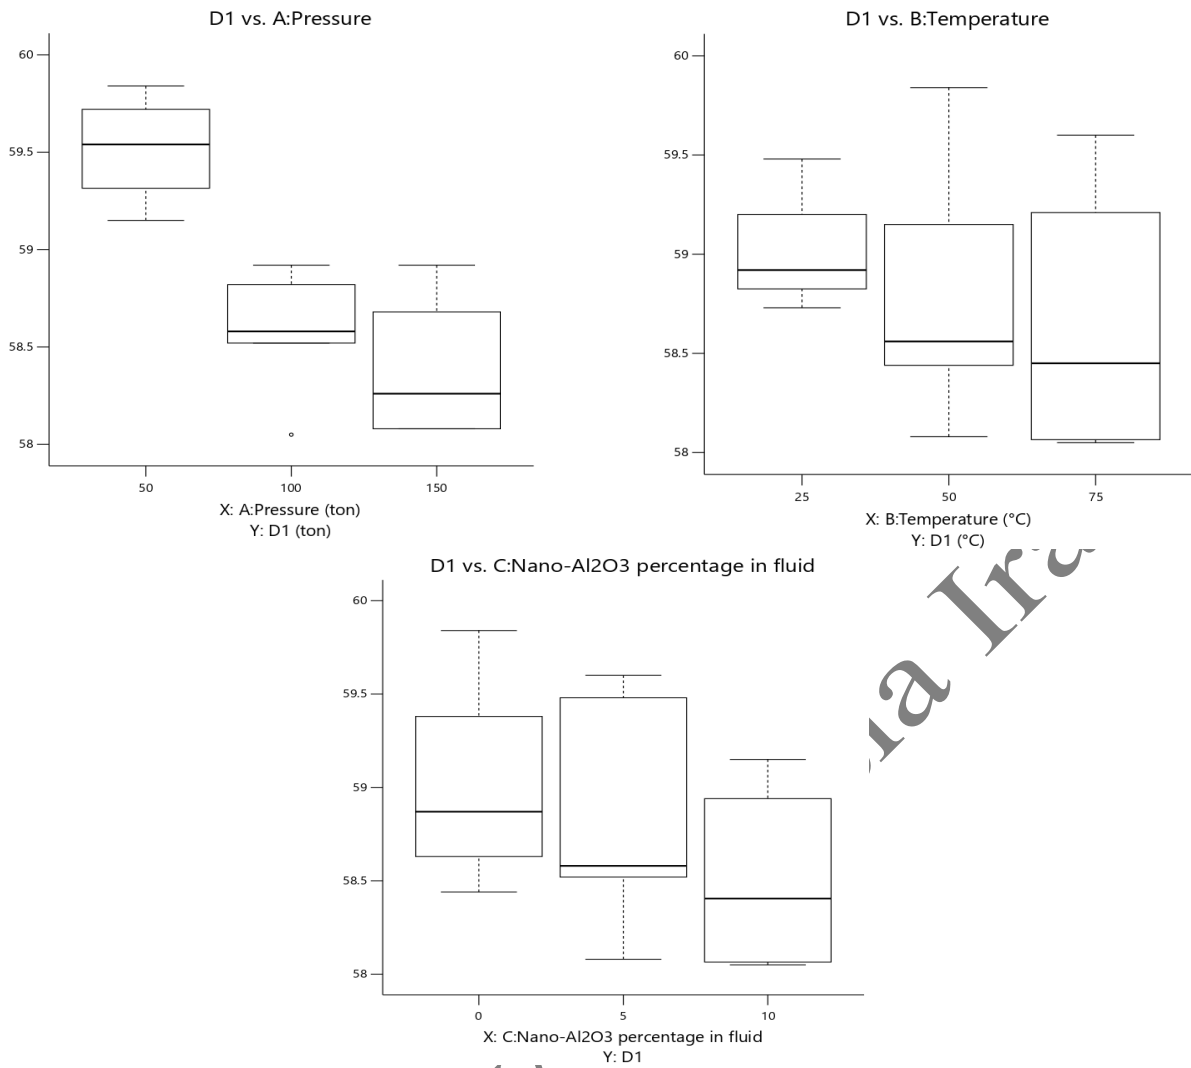 D1 vs. A:Pressure
60
59.5
59
58.5
58
50 100 150
X: A:Pressure (ton)
Y: D1 (ton)
D1 vs. B:Temperature
60
59.5
59
58.5
58
25 50 75
X: B:Temperature (°C)
Y: D1 (°C)
D1 vs. C:Nano-Al2O3 percentage in fluid
60
59.5
59
58.5
58
0 5 10
X: C:Nano-Al2O3 percentage in fluid
Y: D1